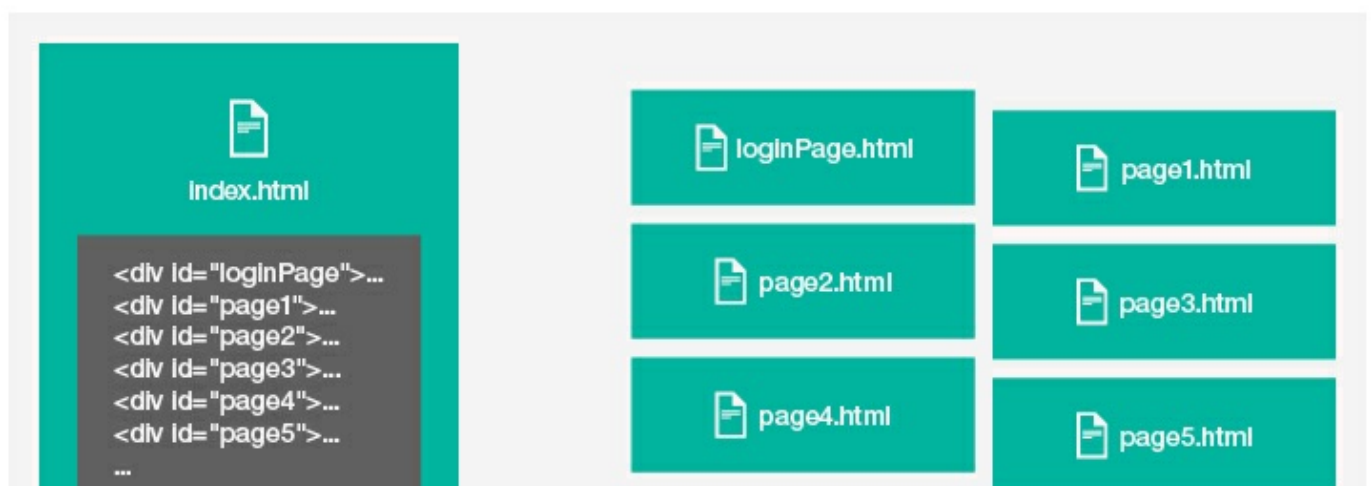 index.html
<div id="loginPage">...
<div id="page1">...
<div id="page2">...
<div id="page3">...
<div id="page4">...
<div id="page5">...
...
loginPage.html
page1.html
page2.html
page3.html
page4.html
page5.html